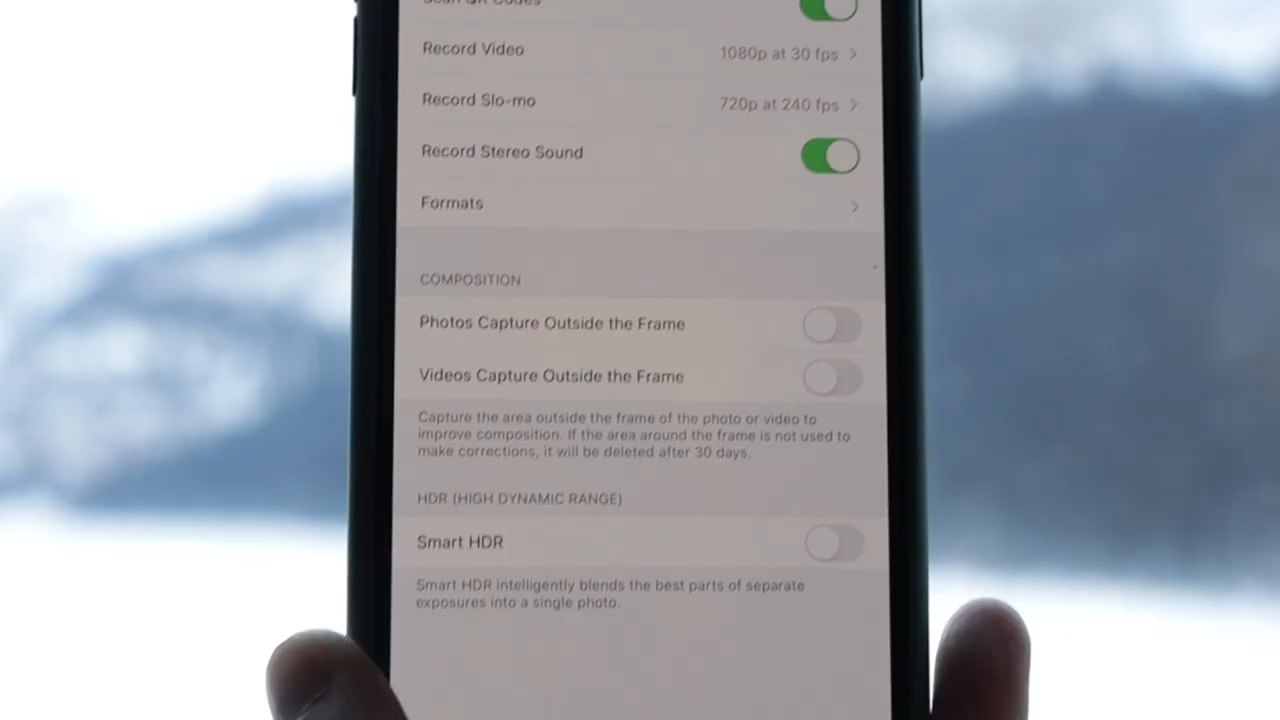 Scan QR Codes
Record Video 1080p at 30 fps
Record Slo-mo 720p at 240 fps
Record Stereo Sound
Formats
COMPOSITION
Photos Capture Outside the Frame
Videos Capture Outside the Frame
Capture the area outside the frame of the photo or video to
improve composition. If the area around the frame is not used to
make corrections, it will be deleted after 30 days.
HDR (HIGH DYNAMIC RANGE)
Smart HDR
Smart HDR intelligently blends the best parts of separate
exposures into a single photo.